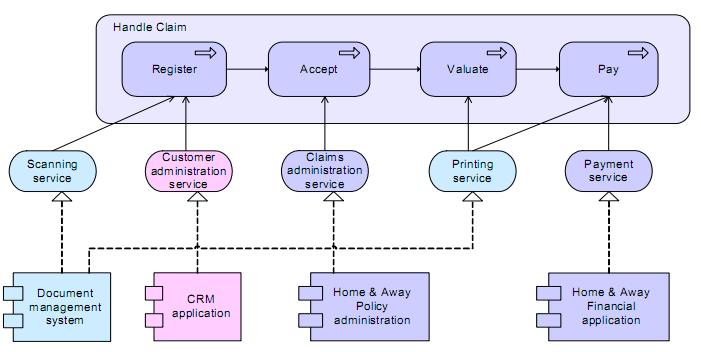 Handle Claim
Register
Accept
Valuate
Pay
Scanning
service
Customer
administration
service
Claims
administration
service
Printing
service
Payment
service
Document
management
system
CRM
application
Home & Away
Policy
administration
Home & Away
Financial
application